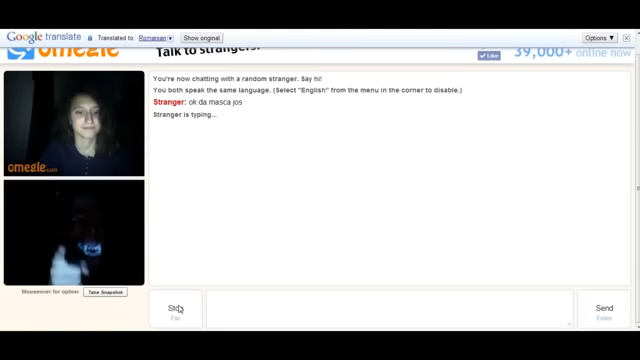 Google translate Translated to: Romanian Show original Options ▼
omegle Talk to strangers! Like 39,000+ online now
You're now chatting with a random stranger. Say hi!
You both speak the same language. (Select "English" from the menu in the corner to disable.)
Stranger: ok da masca jos
Stranger is typing...
omegle.com
Mouseover for option Take Snapshot
Stop Send
Esc Enter